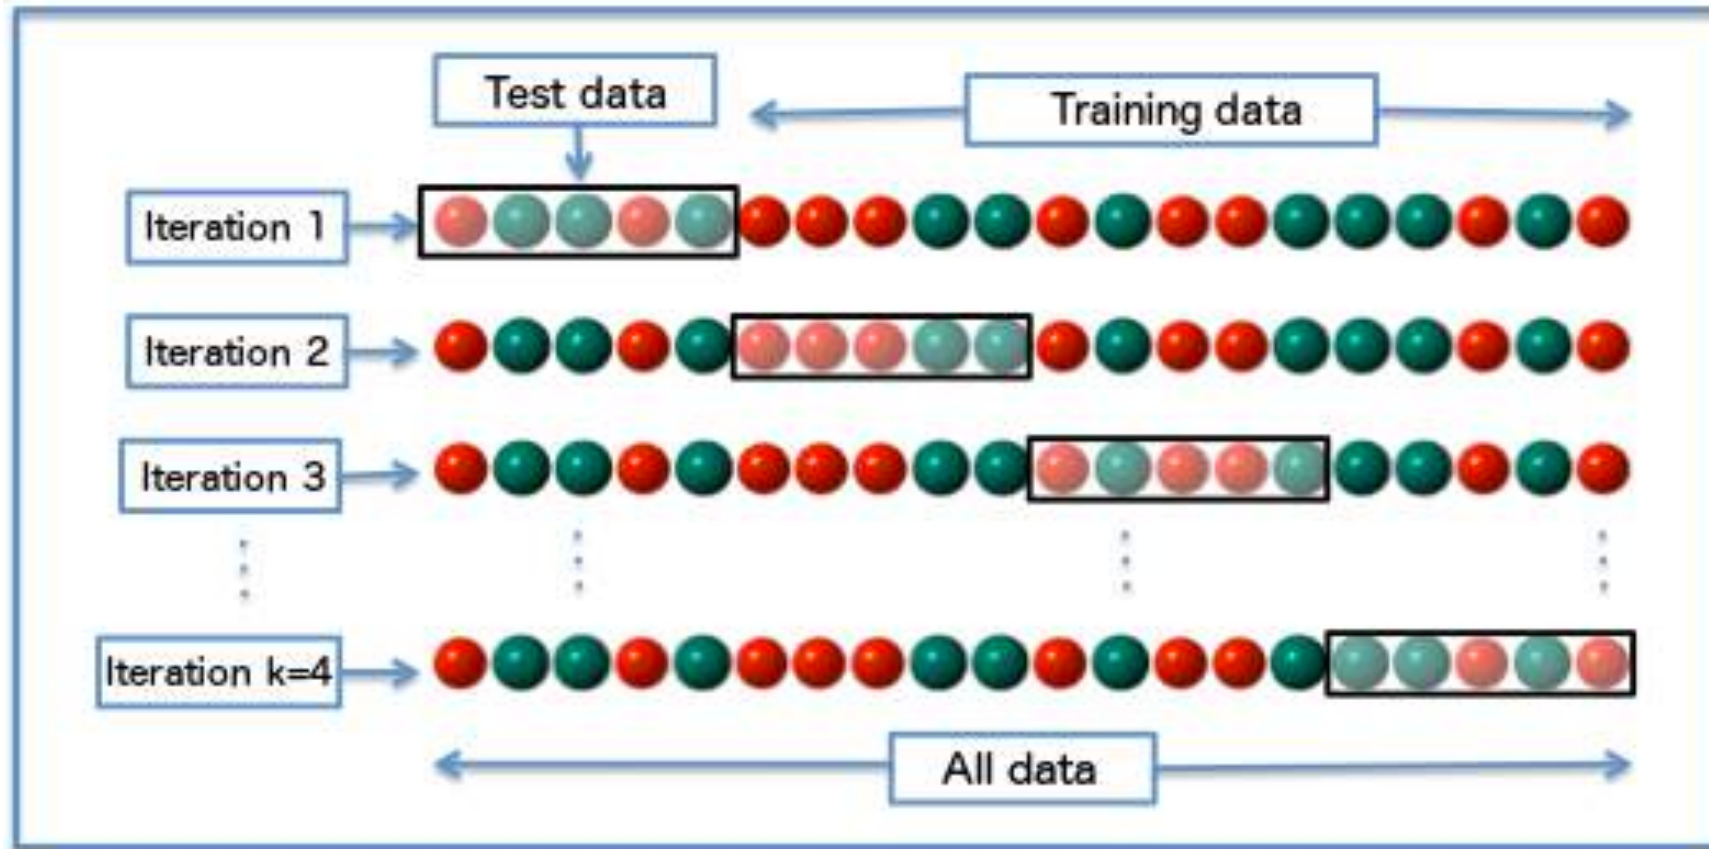 Test data
Training data
Iteration 1
Iteration 2
Iteration 3
Iteration k=4
All data